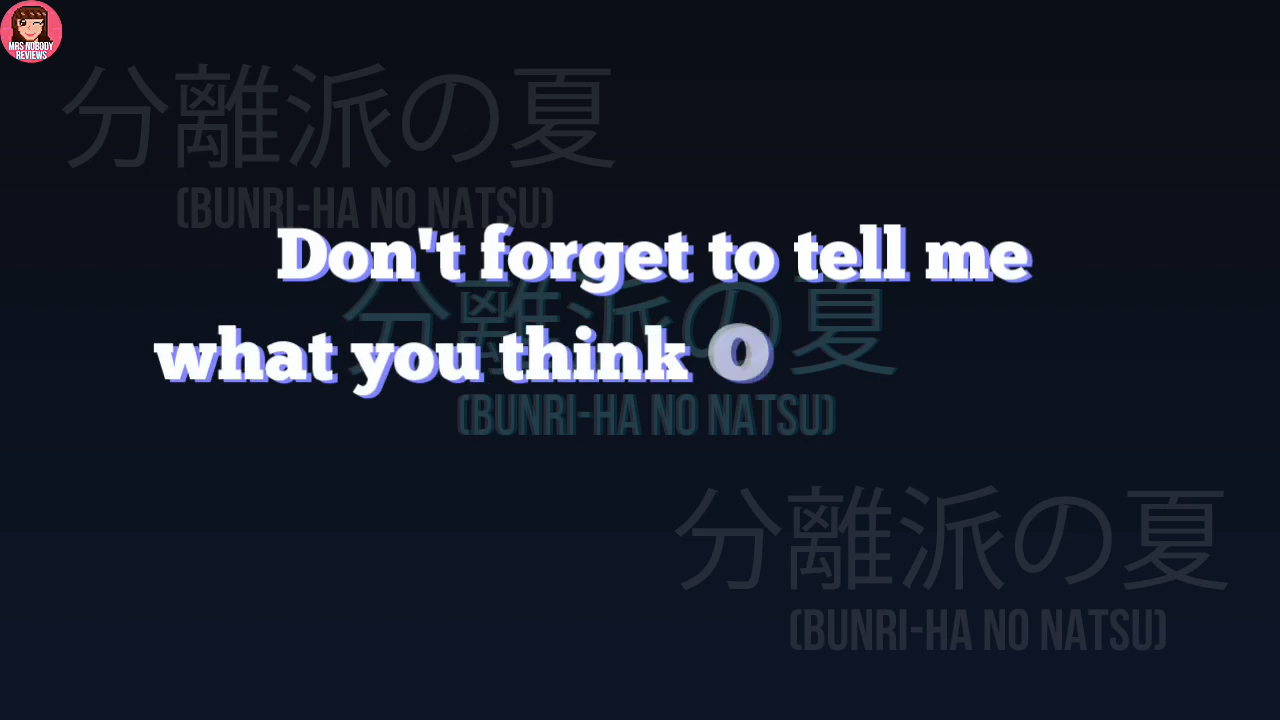 MRS NOBODY
REVIEWS
分離派の夏
(BUNRI-HA NO NATSU)
Don't forget to tell me
what you think O
分離派の夏
(BUNRI-HA NO NATSU)
分離派の夏
(BUNRI-HA NO NATSU)